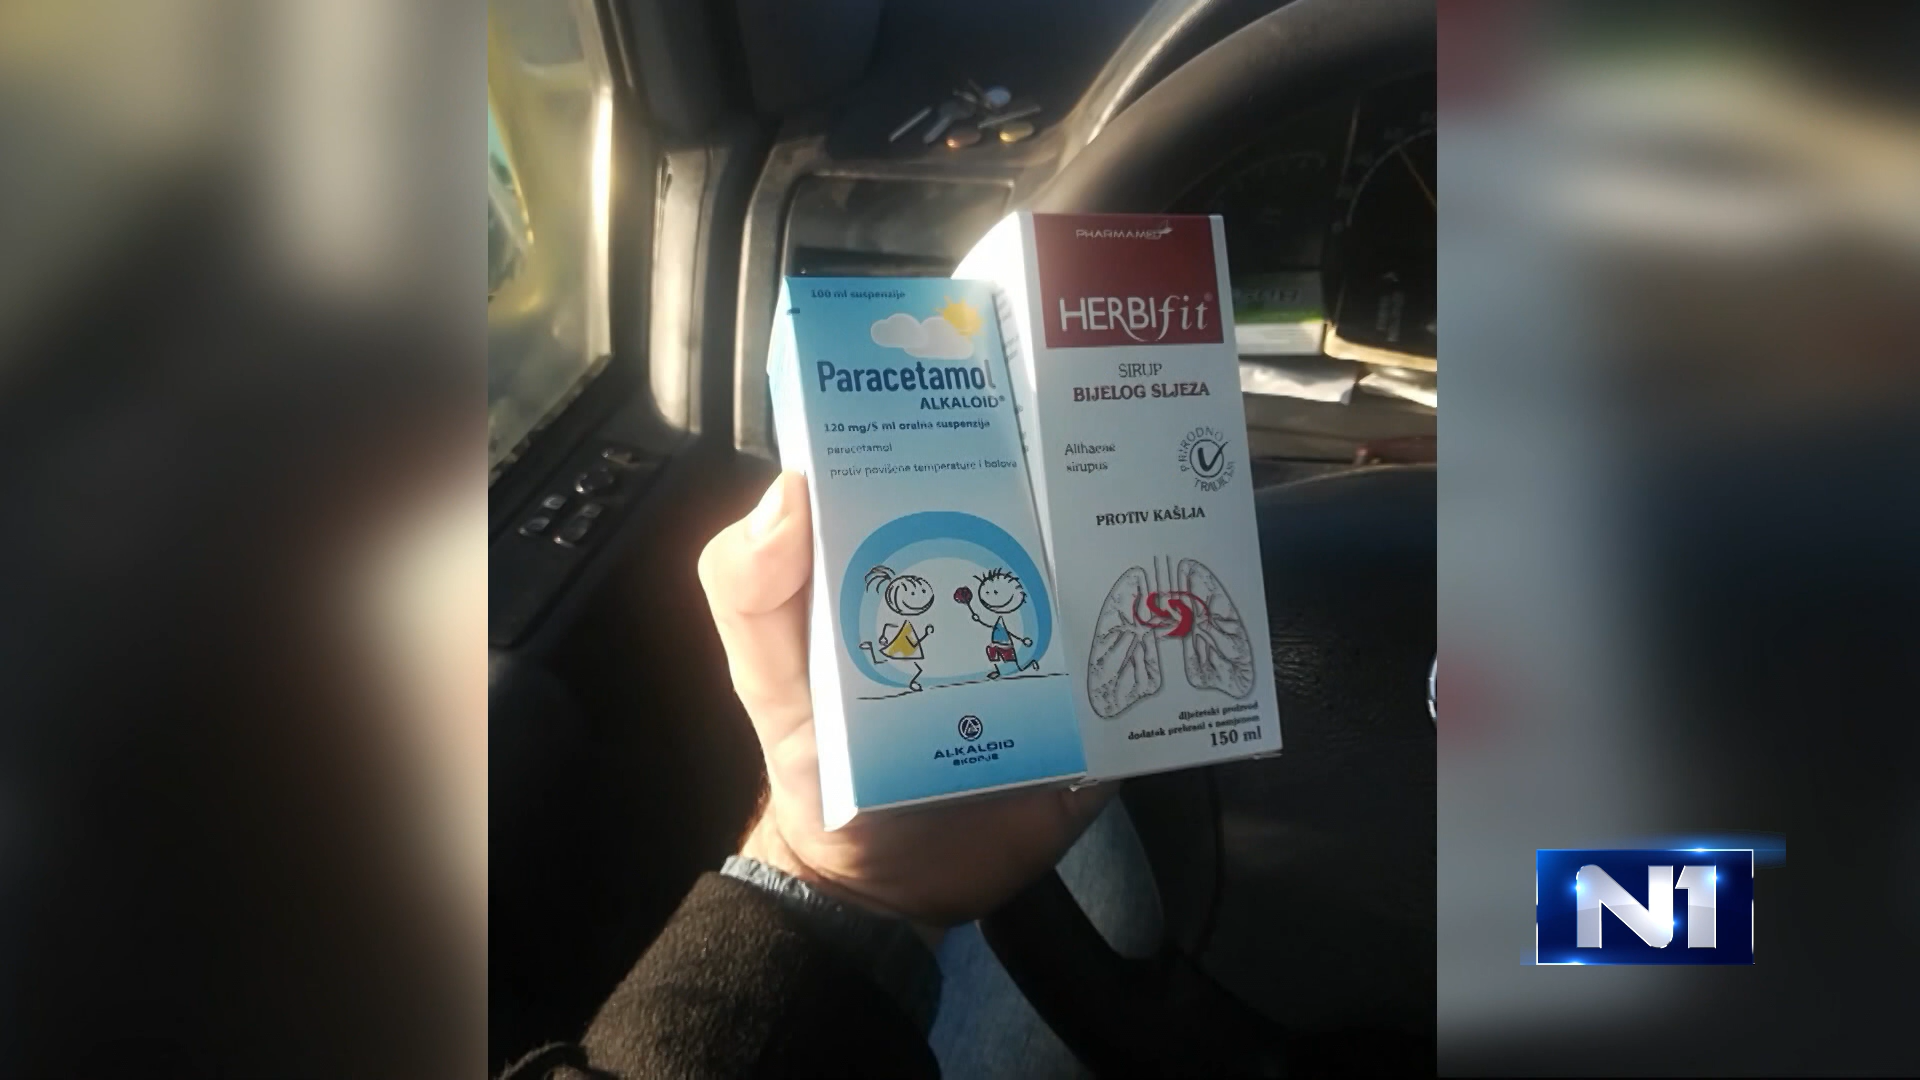 100 ml suspenzije
Paracetamol
ALKALOID®
120 mg/5 ml oralna suspenzija
paracetamol
protiv povišene temperature i bolova
ALKALOID
SKOPJE
PHARMAMED
HERBIfit®
SIRUP
BIJELOG SLJEZA
Althaeae
sirupus
PRIRODNO
TRADICIJA
PROTIV KAŠLJA
dijetetski proizvod
dodatak prehrani s namjenom
150 ml
N1